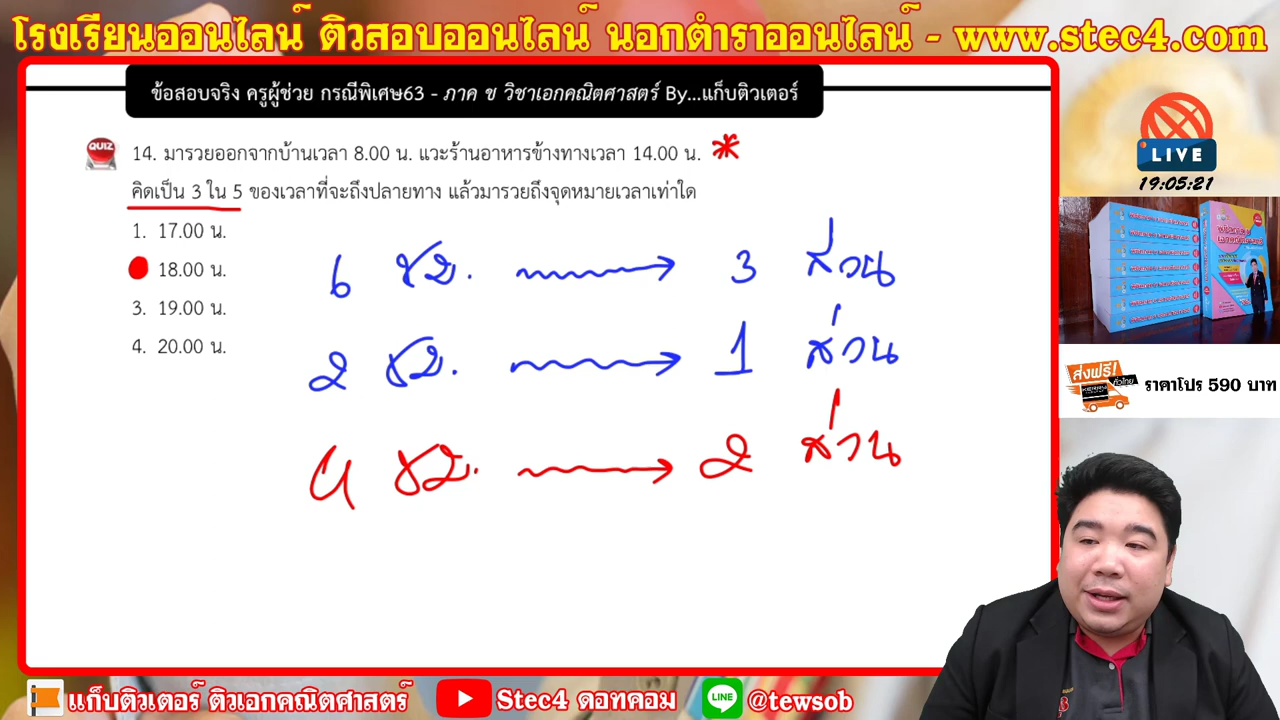 โรงเรียนออนไลน์ ติวสอบออนไลน์ นอกตำราออนไลน์ - www.stec4.com
ข้อสอบจริง ครูผู้ช่วย กรณีพิเศษ63 - ภาค ข วิชาเอกคณิตศาสตร์ By...แก็บติวเตอร์
QUIZ
14. มารวยออกจากบ้านเวลา 8.00 น. แวะร้านอาหารข้างทางเวลา 14.00 น. *
คิดเป็น 3 ใน 5 ของเวลาที่จะถึงปลายทาง แล้วมารวยถึงจุดหมายเวลาเท่าใด
1. 17.00 น.
18.00 น.
3. 19.00 น.
4. 20.00 น.
6 ชม. → 3 ส่วน
2 ชม. → 1 ส่วน
4 ชม. → 2 ส่วน
LIVE
19:05:21
ส่งฟรี!
ทั่วไทย
KERRY
ราคาโปร 590 บาท
แก็บติวเตอร์ ติวเอกคณิตศาสตร์
Stec4 ดอทคอม
LINE
@tewsob